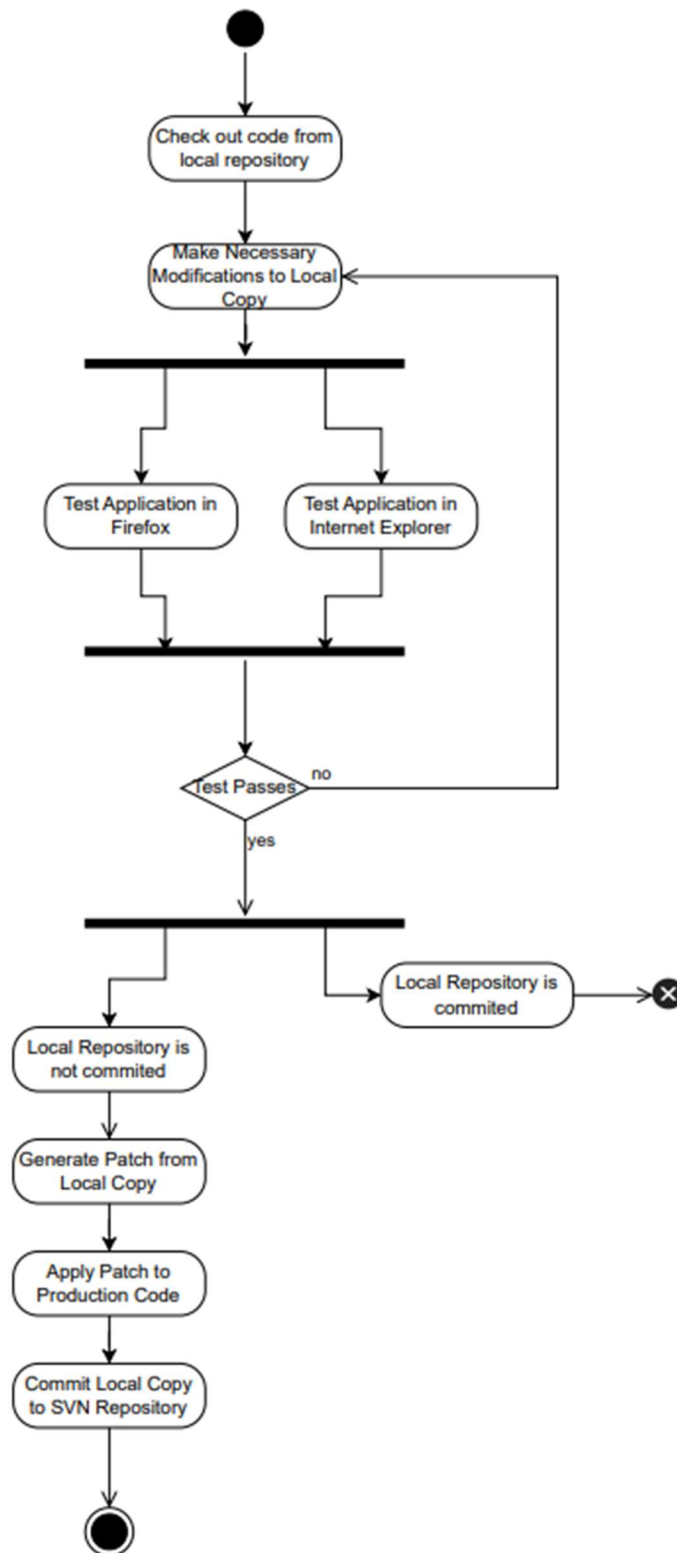 Check out code from
local repository
Make Necessary
Modifications to Local
Copy
Test Application in
Firefox
Test Application in
Internet Explorer
Test Passes
no
yes
Local Repository is
commited
Local Repository is
not commited
Generate Patch from
Local Copy
Apply Patch to
Production Code
Commit Local Copy
to SVN Repository